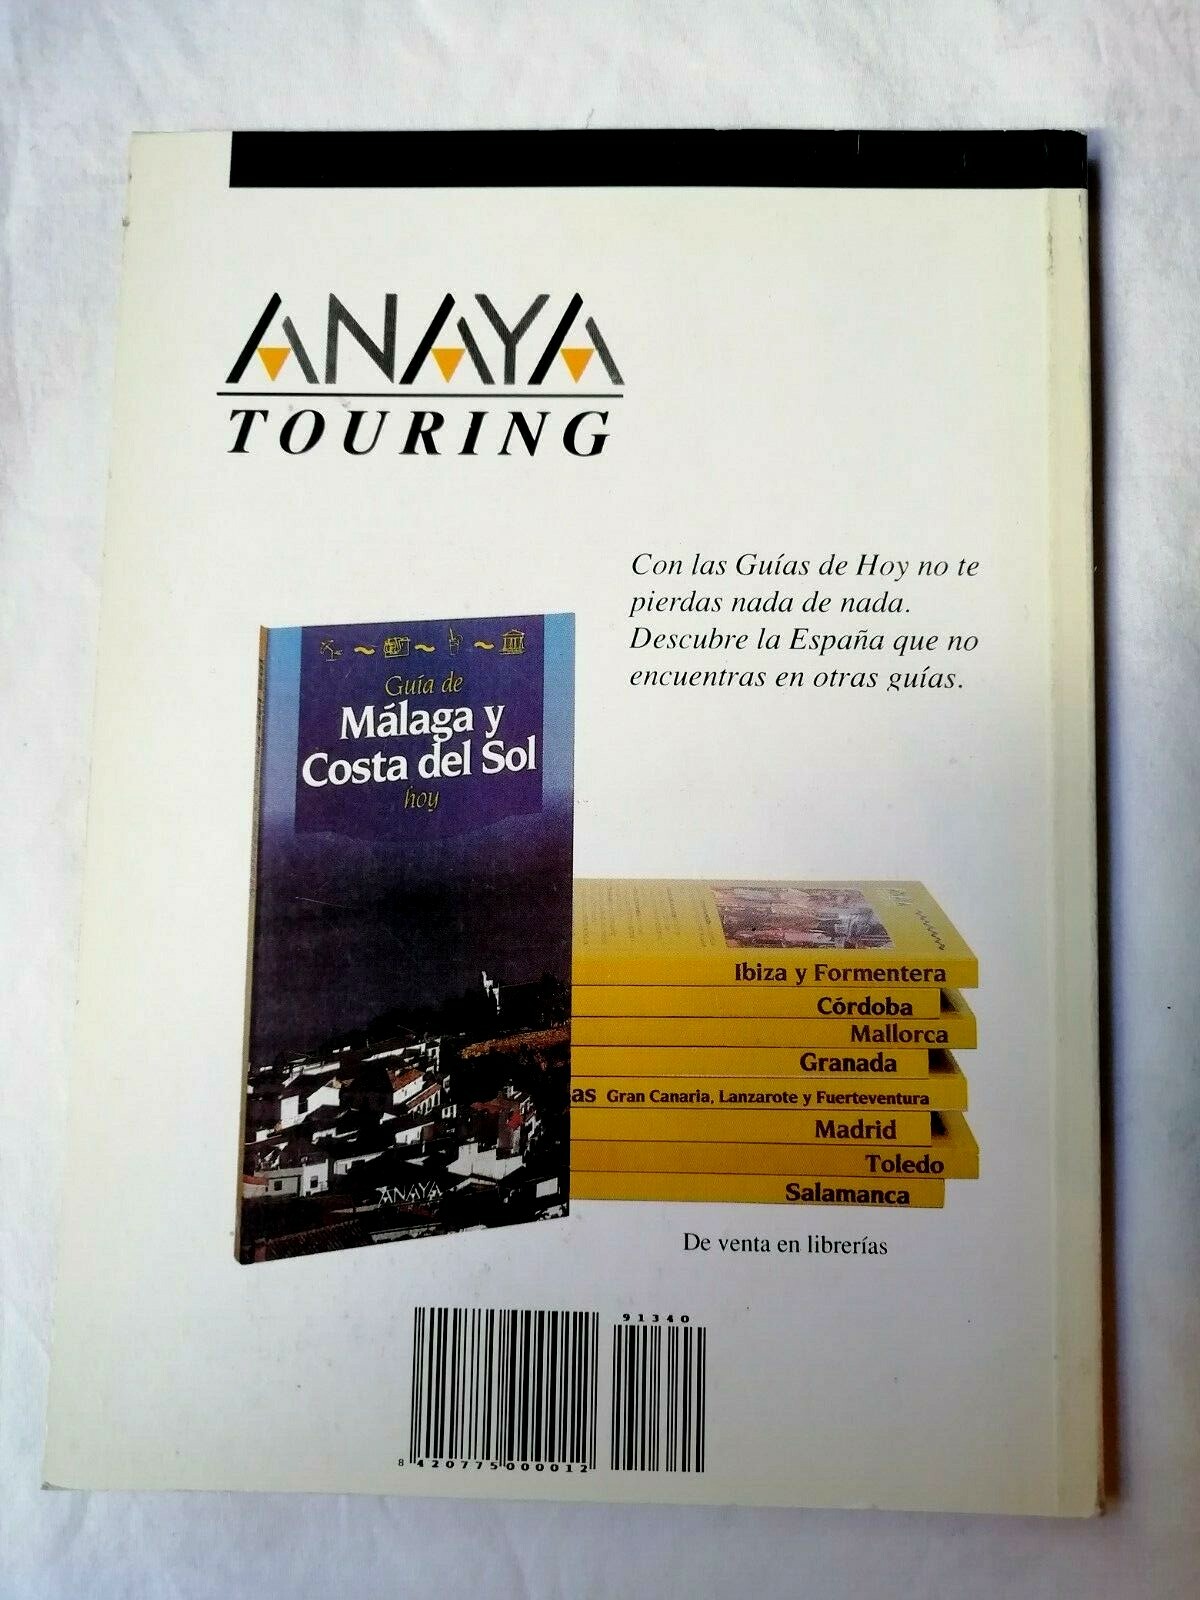 ANAYA
TOURING
Con las Guías de Hoy no te
pierdas nada de nada.
Descubre la España que no
encuentras en otras guías.
Guía de
Málaga y
Costa del Sol
hoy
ANAYA
Ibiza y Formentera
Córdoba
Mallorca
Granada
as Gran Canaria, Lanzarote y Fuerteventura
Madrid
Toledo
Salamanca
De venta en librerías
91340
8 420775 000012